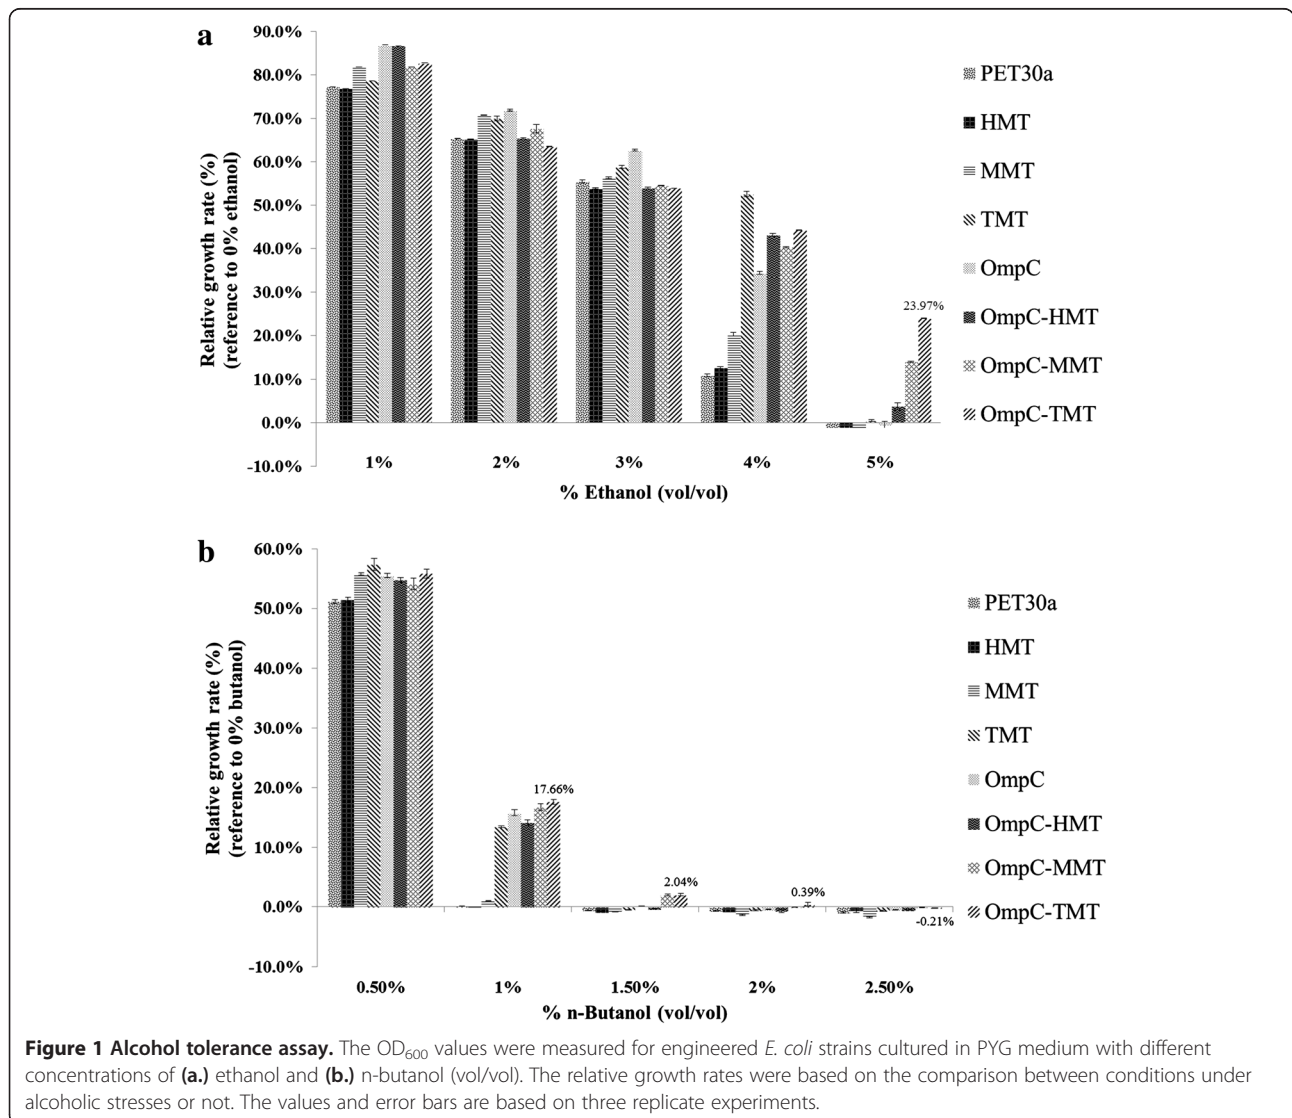 a
90.0%
80.0%
70.0%
60.0%
50.0%
40.0%
30.0%
20.0%
10.0%
0.0%
-10.0%
Relative growth rate (%)
(reference to 0% ethanol)
23.97%
1% 2% 3% 4% 5%
% Ethanol (vol/vol)
PET30a
HMT
MMT
TMT
OmpC
OmpC-HMT
OmpC-MMT
OmpC-TMT
b
60.0%
50.0%
40.0%
30.0%
20.0%
10.0%
0.0%
-10.0%
Relative growth rate (%)
(reference to 0% butanol)
17.66%
2.04%
0.39%
-0.21%
0.50% 1% 1.50% 2% 2.50%
% n-Butanol (vol/vol)
PET30a
HMT
MMT
TMT
OmpC
OmpC-HMT
OmpC-MMT
OmpC-TMT
Figure 1 Alcohol tolerance assay. The OD600 values were measured for engineered E. coli strains cultured in PYG medium with different
concentrations of (a.) ethanol and (b.) n-butanol (vol/vol). The relative growth rates were based on the comparison between conditions under
alcoholic stresses or not. The values and error bars are based on three replicate experiments.